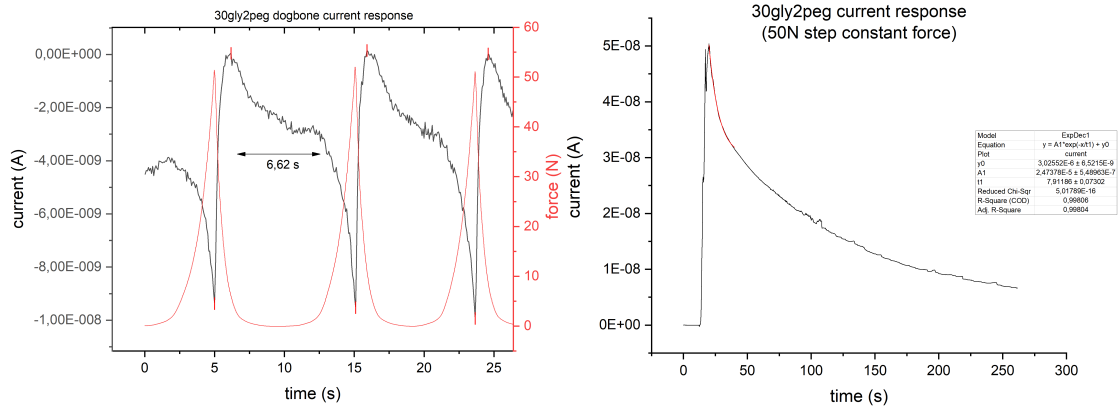 30gly2peg dogbone current response
0,00E+000
-2,00E-009
-4,00E-009
-6,00E-009
-8,00E-009
-1,00E-008
current (A)
6,62 s
60
50
40
30
20
10
0
force (N)
0 5 10 15 20 25
time (s)
30gly2peg current response
(50N step constant force)
5E-08
4E-08
3E-08
2E-08
1E-08
0E+00
current (A)
Model ExpDec1
Equation y = A1*exp(-x/t1) + y0
Plot current
y0 3,02552E-6 ± 6,5215E-9
A1 2,47378E-5 ± 5,48963E-7
t1 7,91186 ± 0,07302
Reduced Chi-Sqr 5,01789E-16
R-Square (COD) 0,99806
Adj. R-Square 0,99804
0 50 100 150 200 250 300
time (s)